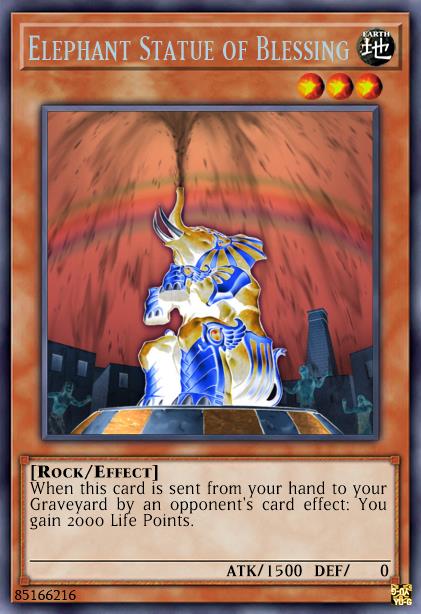 ELEPHANT STATUE OF BLESSING
EARTH
地
[ROCK/EFFECT]
When this card is sent from your hand to your
Graveyard by an opponent's card effect: You
gain 2000 Life Points.
ATK/1500 DEF/ 0
85166216